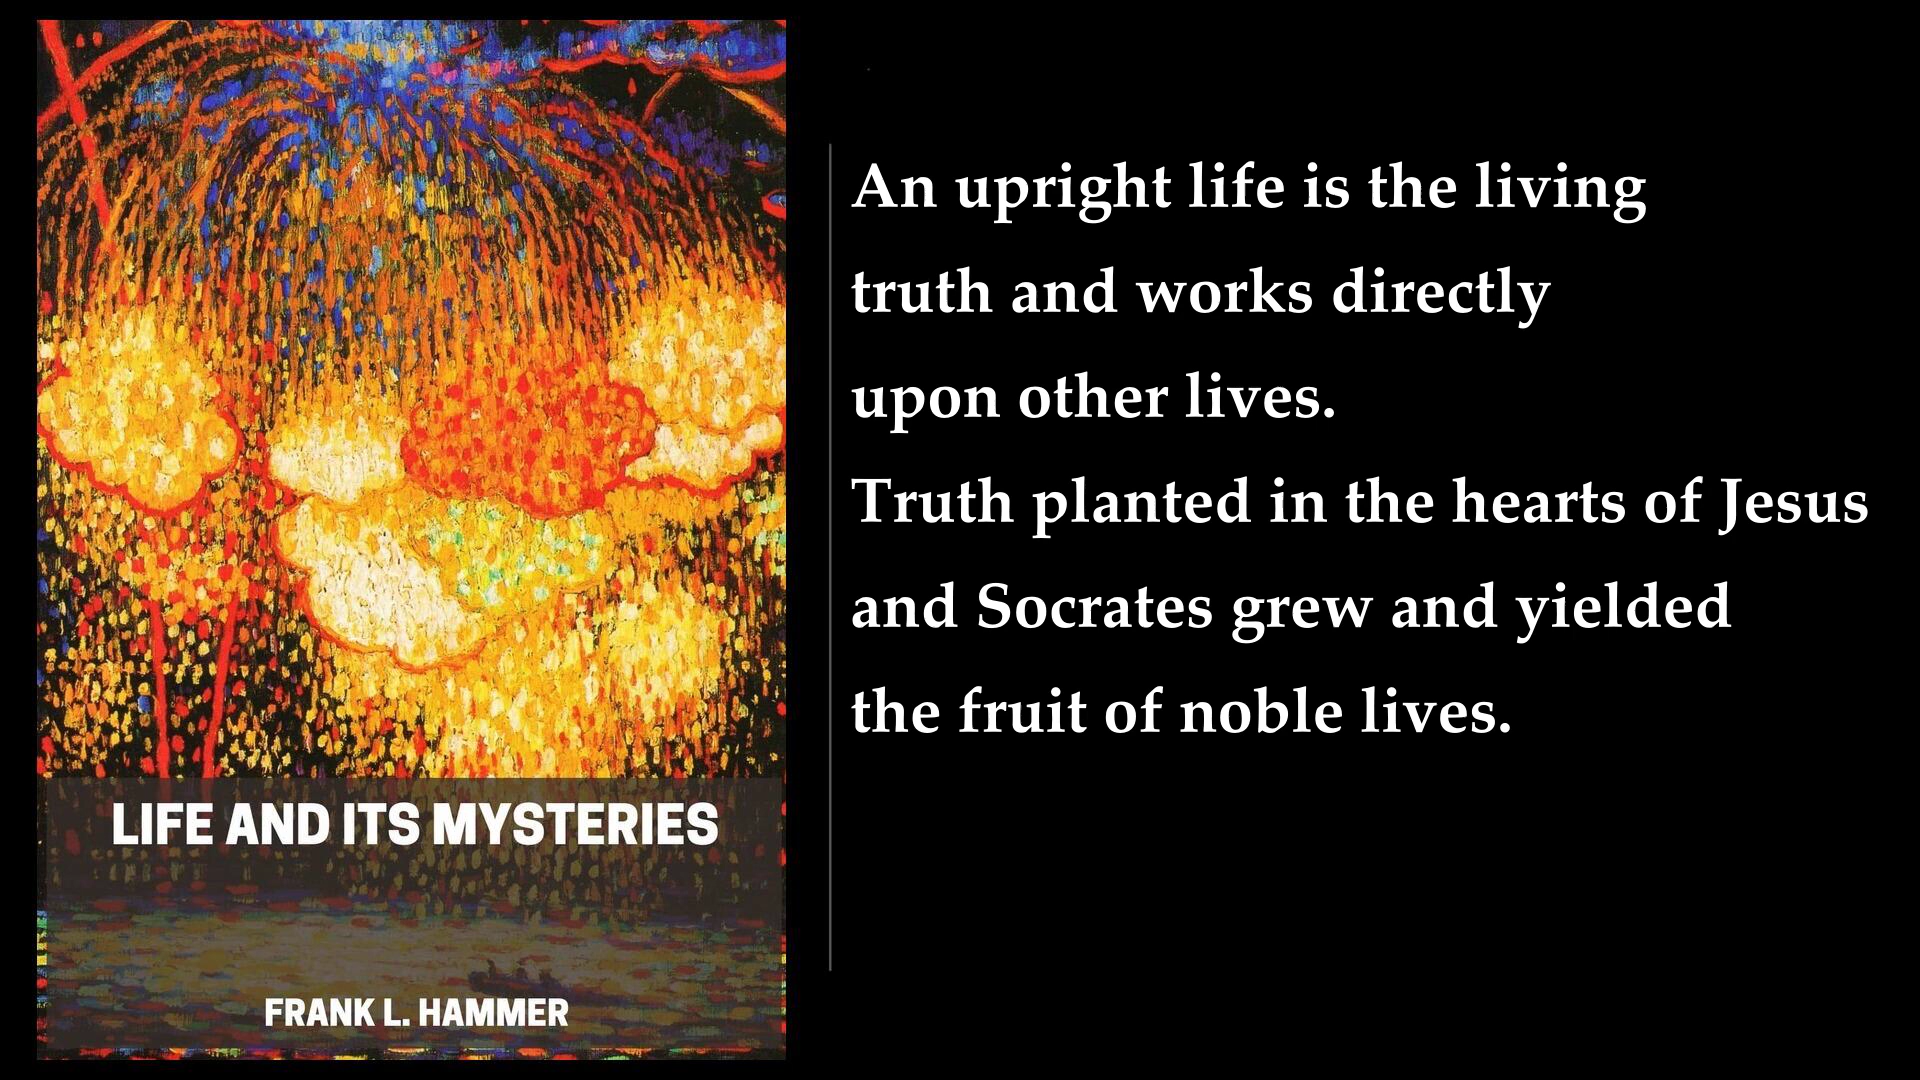 LIFE AND ITS MYSTERIES
FRANK L. HAMMER
An upright life is the living
truth and works directly
upon other lives.
Truth planted in the hearts of Jesus
and Socrates grew and yielded
the fruit of noble lives.